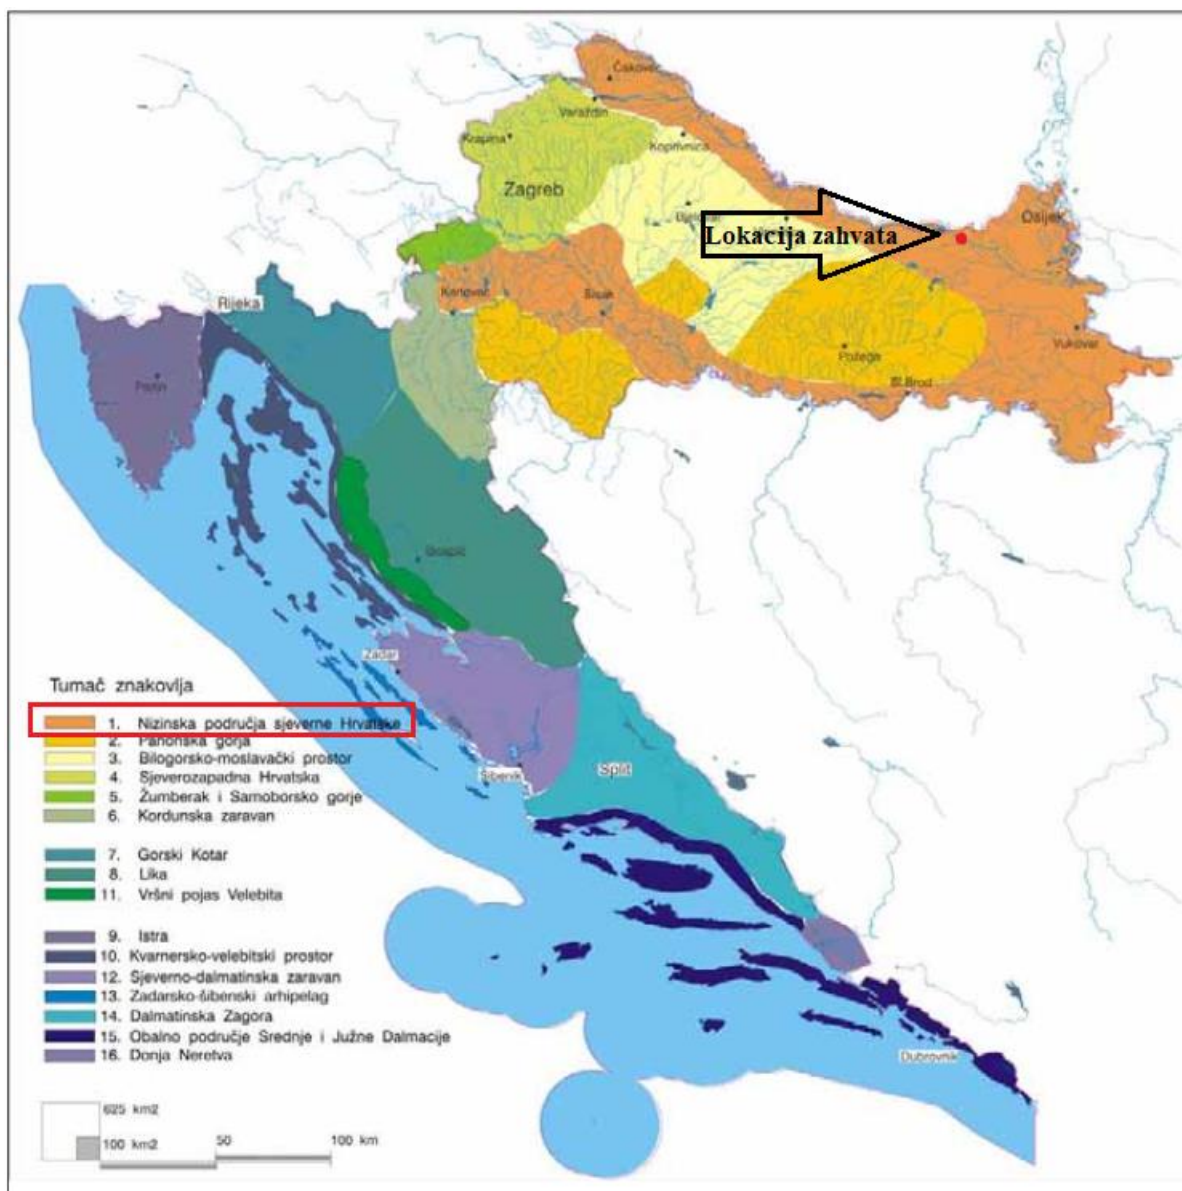 Čakovec
Varaždin
Krapina
Koprivnica
Zagreb
Osijek
Lokacija zahvata
Karlovac
Sisak
Rijeka
Vukovar
Požega
Sl.Brod
Pazin
Gospić
Zadar
Tumač znakovlja
1. Nizinska područja sjeverne Hrvatske
2. Panonska gorja
3. Bilogorsko-moslavački prostor
4. Sjeverozapadna Hrvatska
5. Žumberak i Samoborsko gorje
6. Kordunska zaravan
Šibenik
Split
7. Gorski Kotar
8. Lika
11. Vršni pojas Velebita
9. Istra
10. Kvarnersko-velebitski prostor
12. Sjeverno-dalmatinska zaravan
13. Zadarsko-šibenski arhipelag
14. Dalmatinska Zagora
15. Obalno područje Srednje i Južne Dalmacije
16. Donja Neretva
Dubrovnik
625 km2
100 km2
50
100 km